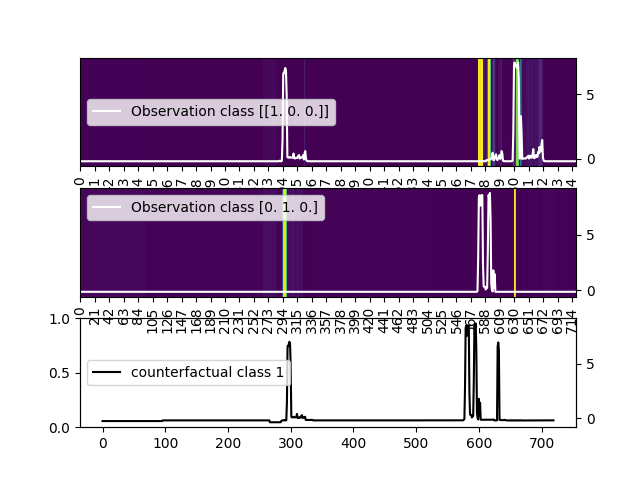 5
Observation class [[1. 0. 0.]]
0
5
Observation class [0. 1. 0.]
0
0 21 42 63 84 105 126 147 168 189 210 231 252 273 294 315 336 357 378 399 420 441 462 483 504 525 546 567 588 609 630 651 672 693 714
1.0
0.5
0.0
counterfactual class 1
5
0
0 100 200 300 400 500 600 700